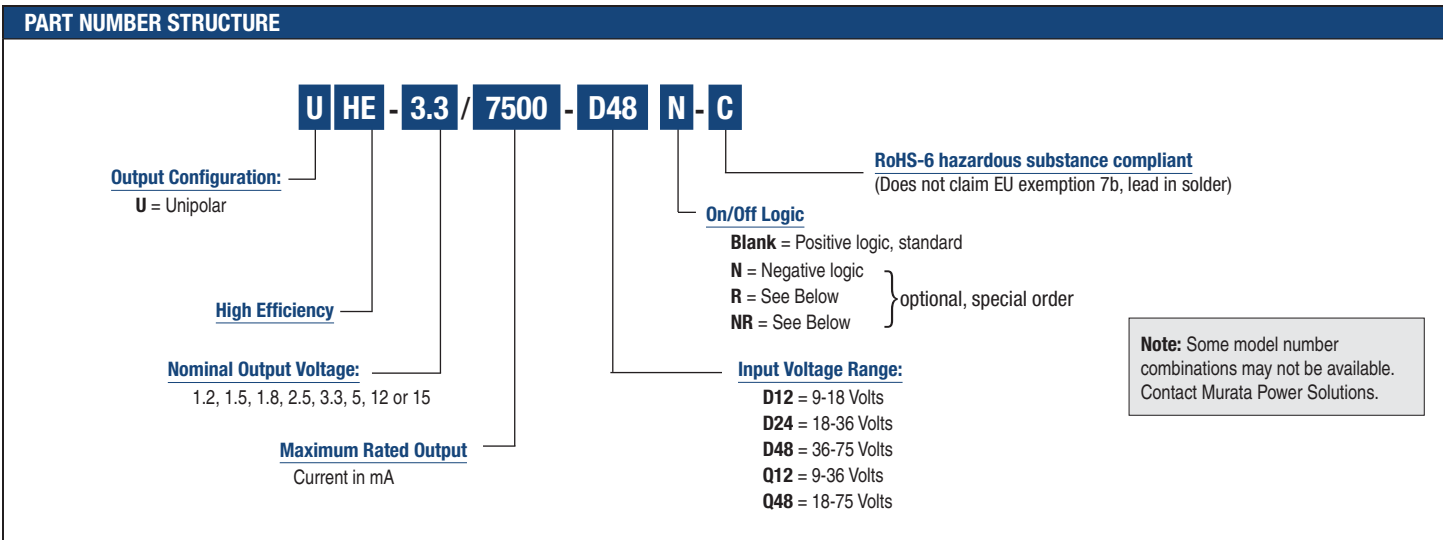 PART NUMBER STRUCTURE
U HE - 3.3 / 7500 - D48 N - C
Output Configuration:
U = Unipolar
High Efficiency
Nominal Output Voltage:
1.2, 1.5, 1.8, 2.5, 3.3, 5, 12 or 15
Maximum Rated Output
Current in mA
RoHS-6 hazardous substance compliant
(Does not claim EU exemption 7b, lead in solder)
On/Off Logic
Blank = Positive logic, standard
N = Negative logic
R = See Below
NR = See Below
optional, special order
Input Voltage Range:
D12 = 9-18 Volts
D24 = 18-36 Volts
D48 = 36-75 Volts
Q12 = 9-36 Volts
Q48 = 18-75 Volts
Note: Some model number
combinations may not be available.
Contact Murata Power Solutions.